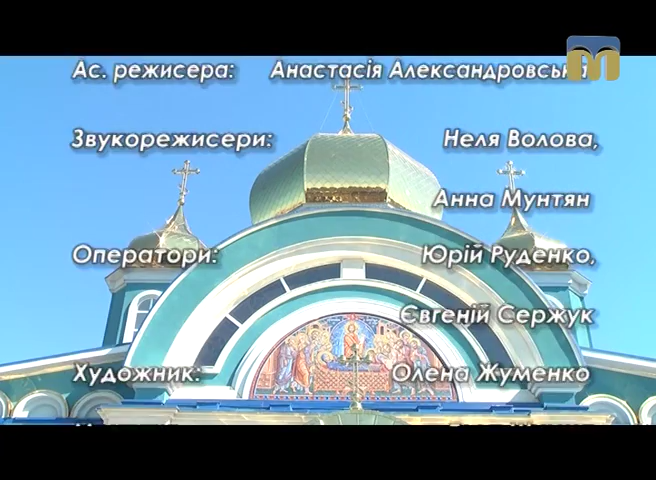 Ас. режисера: Анастасія Александровська
Звукорежисери: Неля Волова,
Анна Мунтян
Оператори: Юрій Руденко,
Євгеній Сержук
Художник: Олена Жуменко